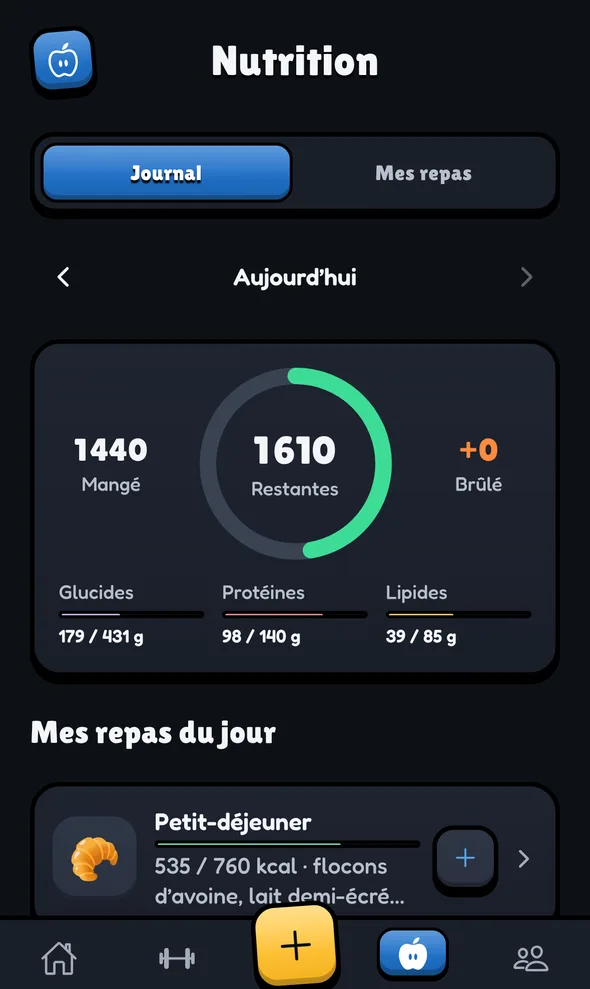 Nutrition
Journal
Mes repas
Aujourd’hui
1440
Mangé
1610
Restantes
+0
Brûlé
Glucides
179 / 431 g
Protéines
98 / 140 g
Lipides
39 / 85 g
Mes repas du jour
Petit-déjeuner
535 / 760 kcal · flocons
d’avoine, lait demi-écré...